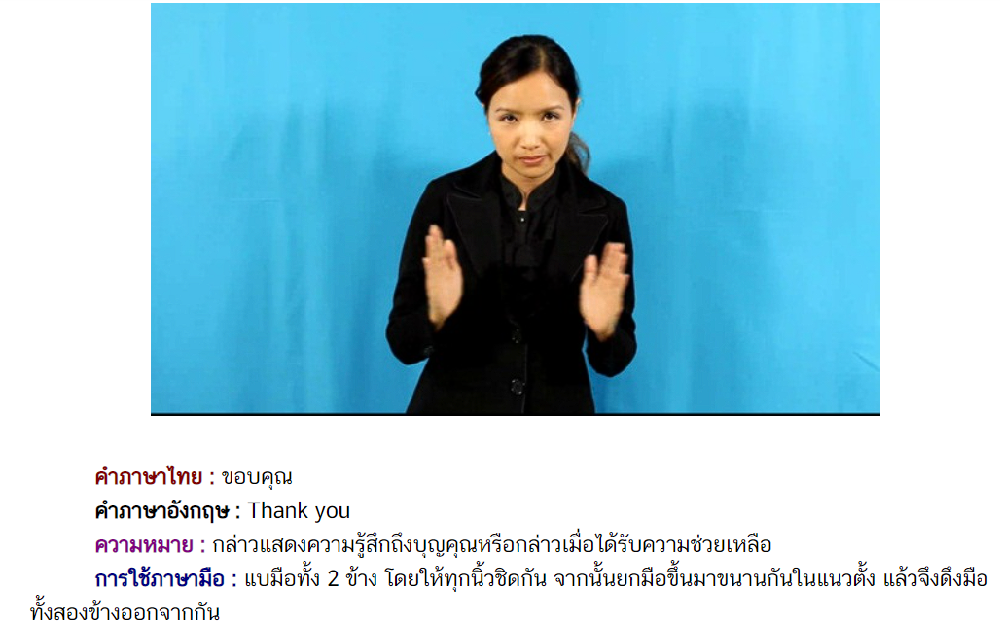 คำภาษาไทย : ขอบคุณ
คำภาษาอังกฤษ : Thank you
ความหมาย : กล่าวแสดงความรู้สึกถึงบุญคุณหรือกล่าวเมื่อได้รับความช่วยเหลือ
การใช้ภาษามือ : แบมือทั้ง 2 ข้าง โดยให้ทุกนิ้วชิดกัน จากนั้นยกมือขึ้นมาขนานกันในแนวตั้ง แล้วจึงดึงมือ
ทั้งสองข้างออกจากกัน